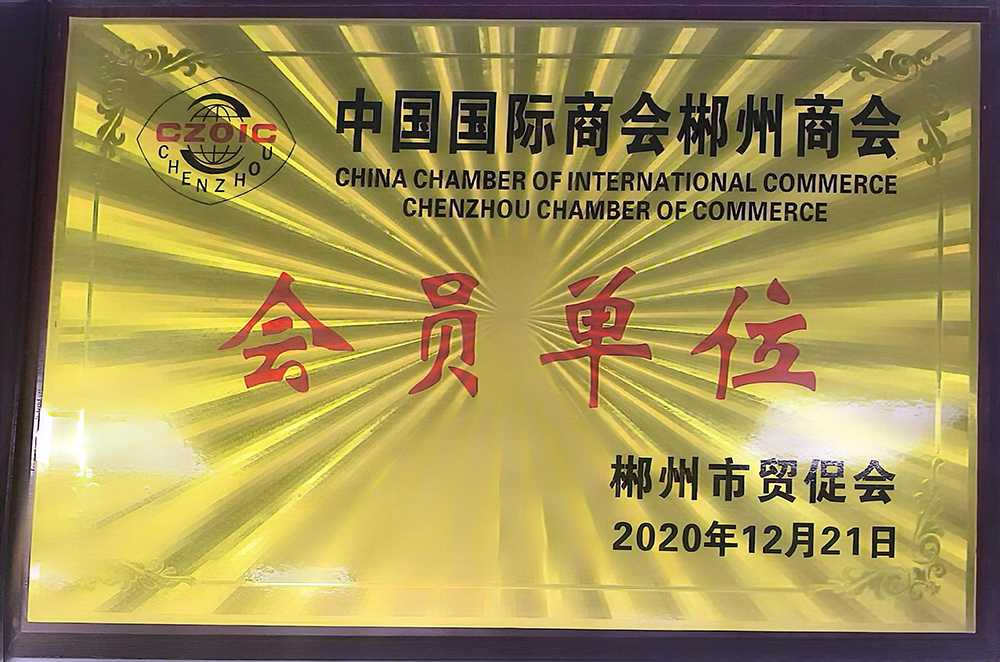 CZOIC
CHENZHOU
中国国际商会郴州商会
CHINA CHAMBER OF INTERNATIONAL COMMERCE
CHENZHOU CHAMBER OF COMMERCE
会员单位
郴州市贸促会
2020年12月21日